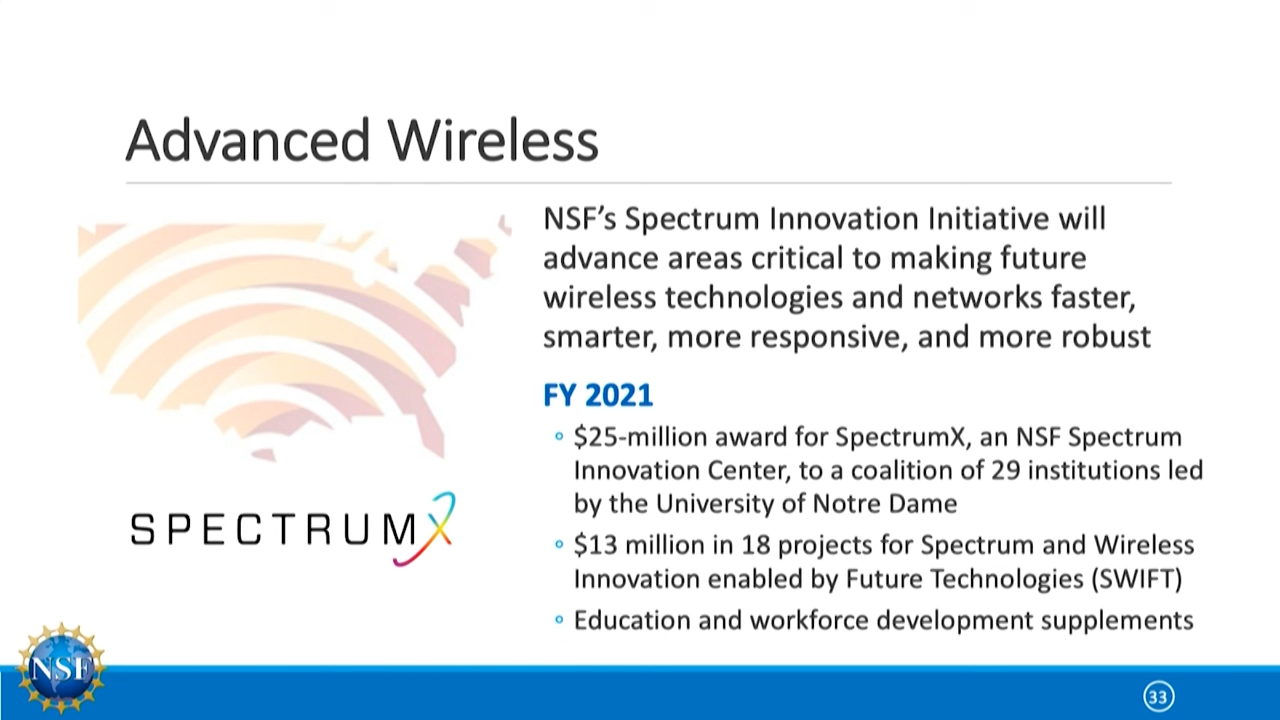 Advanced Wireless
NSF’s Spectrum Innovation Initiative will
advance areas critical to making future
wireless technologies and networks faster,
smarter, more responsive, and more robust
FY 2021
◦ $25-million award for SpectrumX, an NSF Spectrum
Innovation Center, to a coalition of 29 institutions led
by the University of Notre Dame
◦ $13 million in 18 projects for Spectrum and Wireless
Innovation enabled by Future Technologies (SWIFT)
◦ Education and workforce development supplements
SPECTRUMX
NSF
33